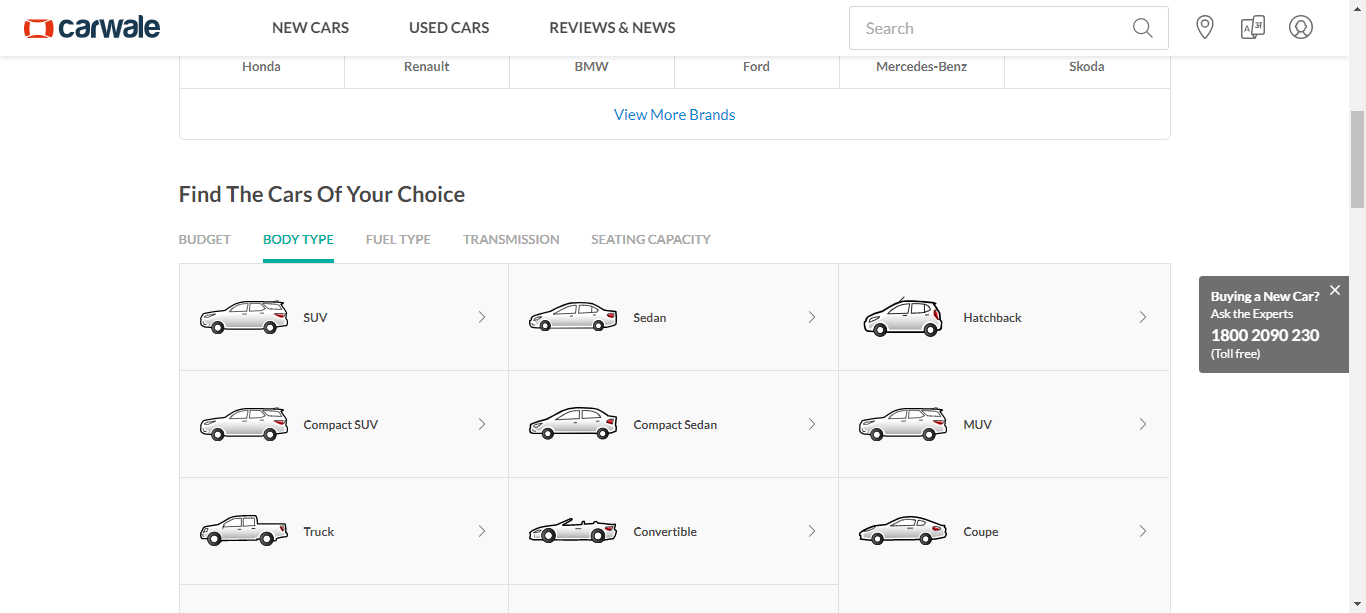 carwale
NEW CARS
USED CARS
REVIEWS & NEWS
Search
Honda
Renault
BMW
Ford
Mercedes-Benz
Skoda
View More Brands
Find The Cars Of Your Choice
BUDGET
BODY TYPE
FUEL TYPE
TRANSMISSION
SEATING CAPACITY
SUV
Sedan
Hatchback
Compact SUV
Compact Sedan
MUV
Truck
Convertible
Coupe
Buying a New Car?
Ask the Experts
1800 2090 230
(Toll free)